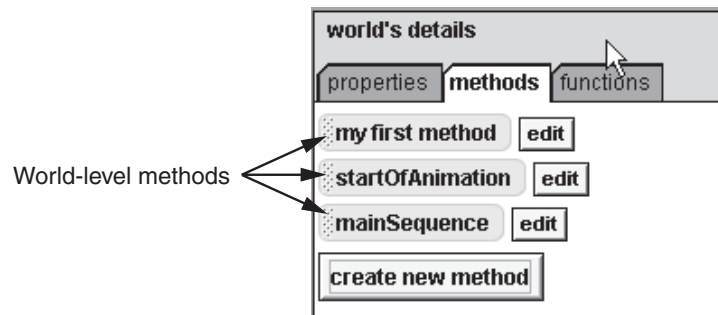 world's details
properties methods functions
my first method edit
World-level methods
startOfAnimation edit
mainSequence edit
create new method